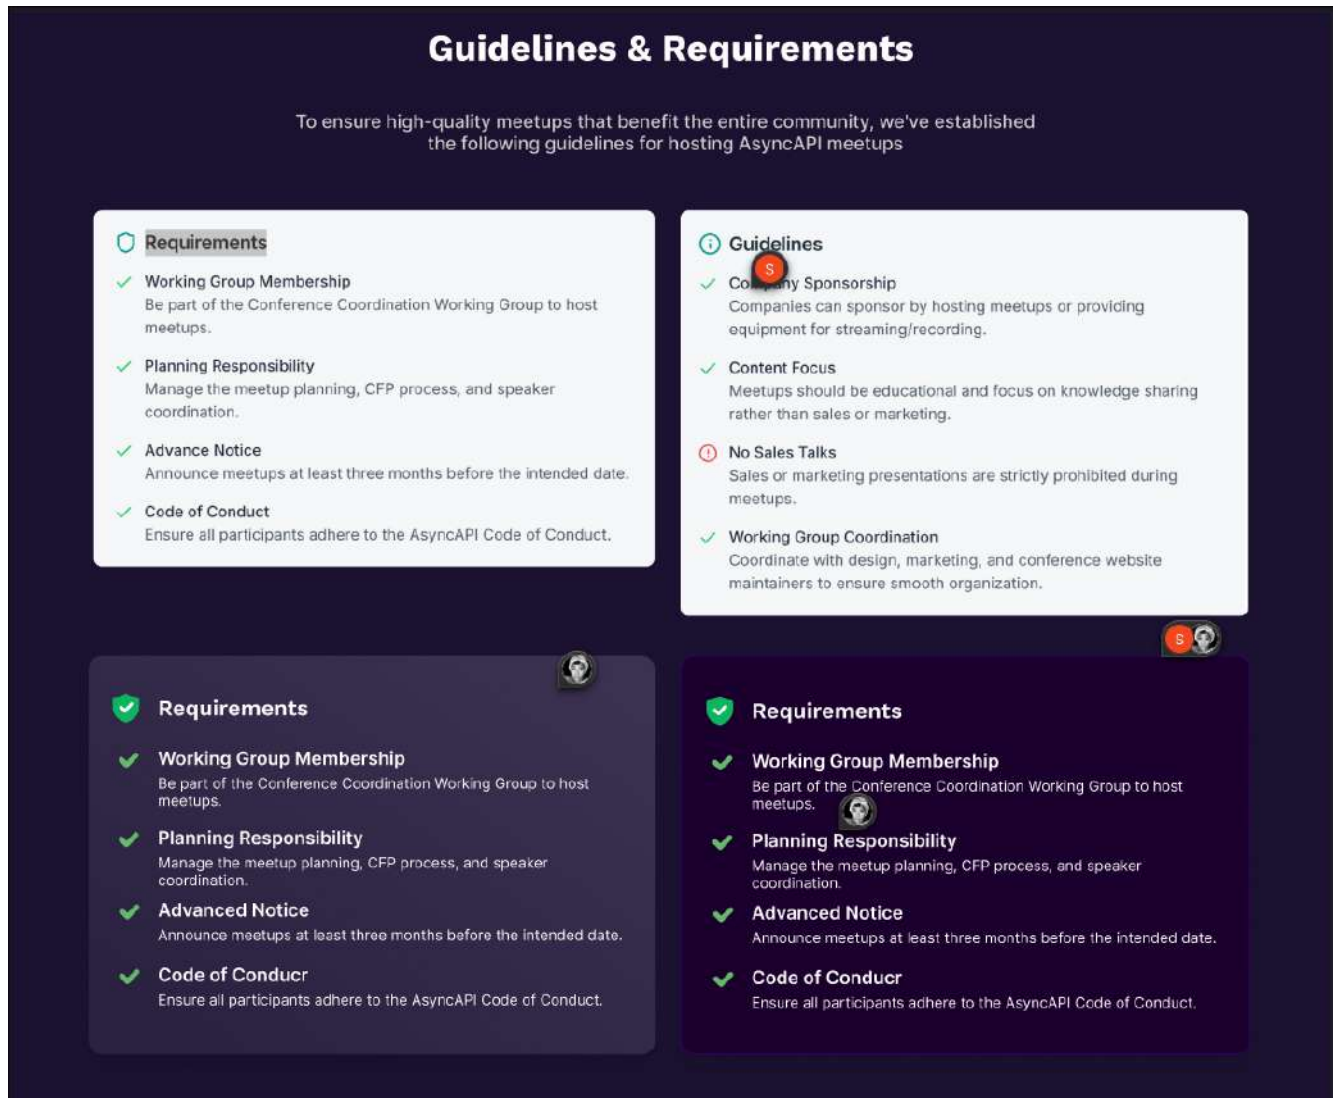 Guidelines & Requirements
To ensure high-quality meetups that benefit the entire community, we've established
the following guidelines for hosting AsyncAPI meetups
Requirements
Working Group Membership
Be part of the Conference Coordination Working Group to host
meetups.
Planning Responsibility
Manage the meetup planning, CFP process, and speaker
coordination.
Advance Notice
Announce meetups at least three months before the intended date.
Code of Conduct
Ensure all participants adhere to the AsyncAPI Code of Conduct.
Guidelines
S
Company Sponsorship
Companies can sponsor by hosting meetups or providing
equipment for streaming/recording.
Content Focus
Meetups should be educational and focus on knowledge sharing
rather than sales or marketing.
No Sales Talks
Sales or marketing presentations are strictly prohibited during
meetups.
Working Group Coordination
Coordinate with design, marketing, and conference website
maintainers to ensure smooth organization.
S
Requirements
Working Group Membership
Be part of the Conference Coordination Working Group to host
meetups.
Planning Responsibility
Manage the meetup planning, CFP process, and speaker
coordination.
Advanced Notice
Announce meetups at least three months before the intended date.
Code of Conducr
Ensure all participants adhere to the AsyncAPI Code of Conduct.
Requirements
Working Group Membership
Be part of the Conference Coordination Working Group to host
meetups.
Planning Responsibility
Manage the meetup planning, CFP process, and speaker
coordination.
Advanced Notice
Announce meetups at least three months before the intended date.
Code of Conducr
Ensure all participants adhere to the AsyncAPI Code of Conduct.